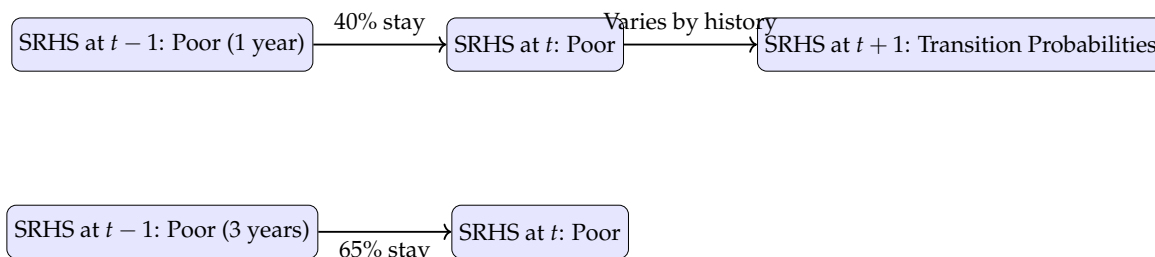 SRHS at t − 1: Poor (1 year)
40% stay
SRHS at t: Poor
Varies by history
SRHS at t + 1: Transition Probabilities
SRHS at t − 1: Poor (3 years)
65% stay
SRHS at t: Poor